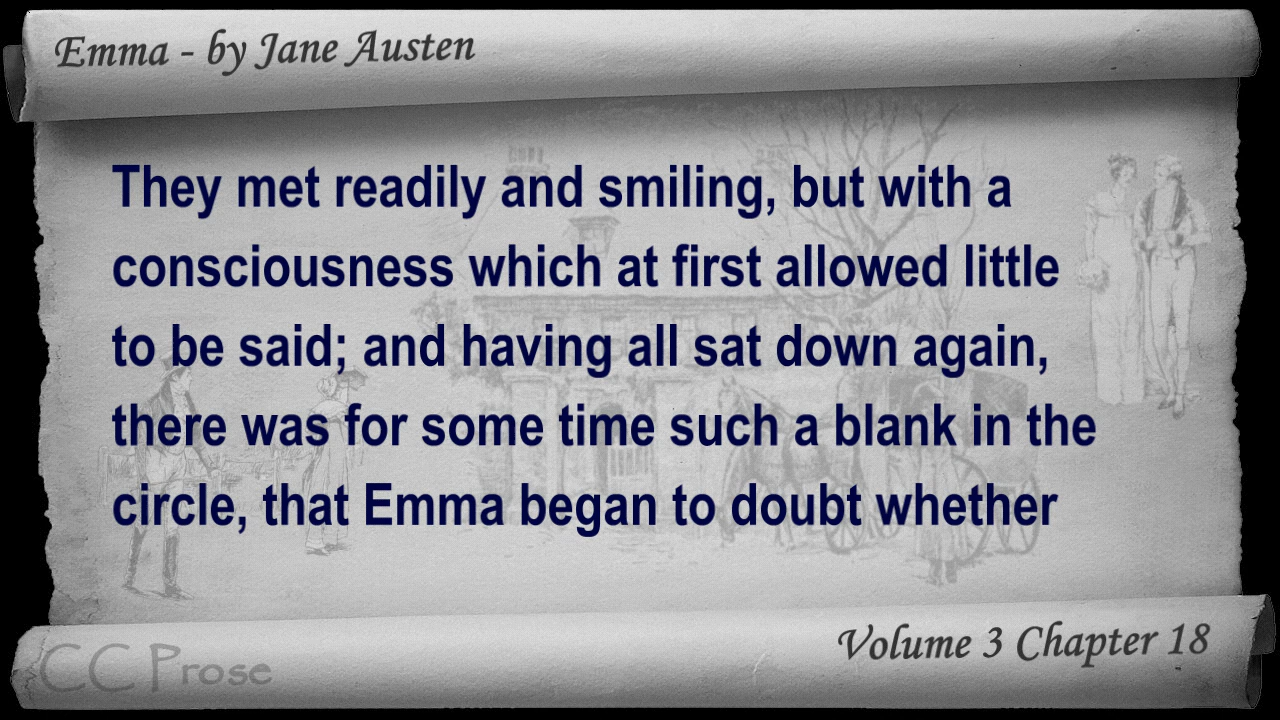 Emma - by Jane Austen
They met readily and smiling, but with a
consciousness which at first allowed little
to be said; and having all sat down again,
there was for some time such a blank in the
circle, that Emma began to doubt whether
Volume 3 Chapter 18
CC Prose